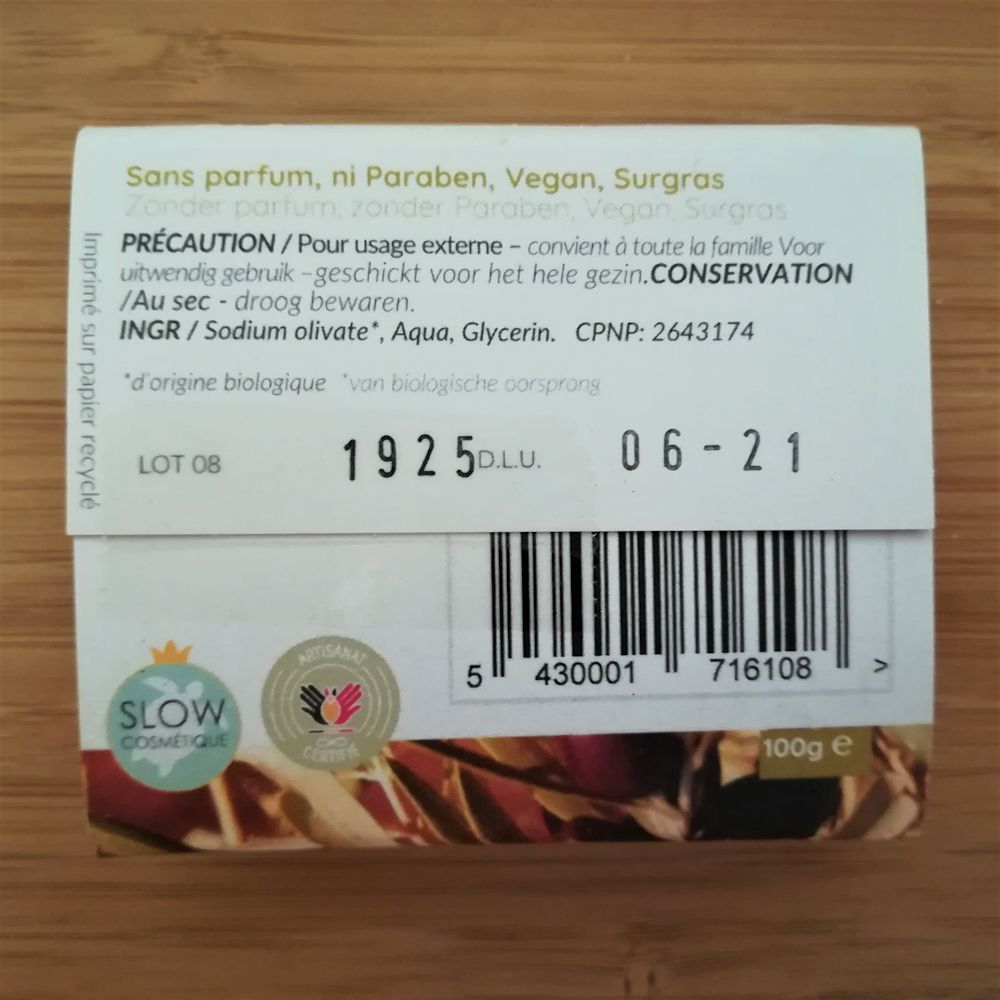 Sans parfum, ni Paraben, Vegan, Surgras
Zonder parfum, zonder Paraben, Vegan, Surgras
PRÉCAUTION / Pour usage externe – convient à toute la famille Voor
uitwendig gebruik –geschickt voor het hele gezin.CONSERVATION
/Au sec - droog bewaren.
INGR / Sodium olivate*, Aqua, Glycerin. CPNP: 2643174
*d'origine biologique *van biologische oorsprong
LOT 08 1925 D.L.U. 06-21
Imprimé sur papier recyclé
5 430001 716108 >
SLOW
COSMÉTIQUE
ARTISANAT
CERTIFIÉ
100g e